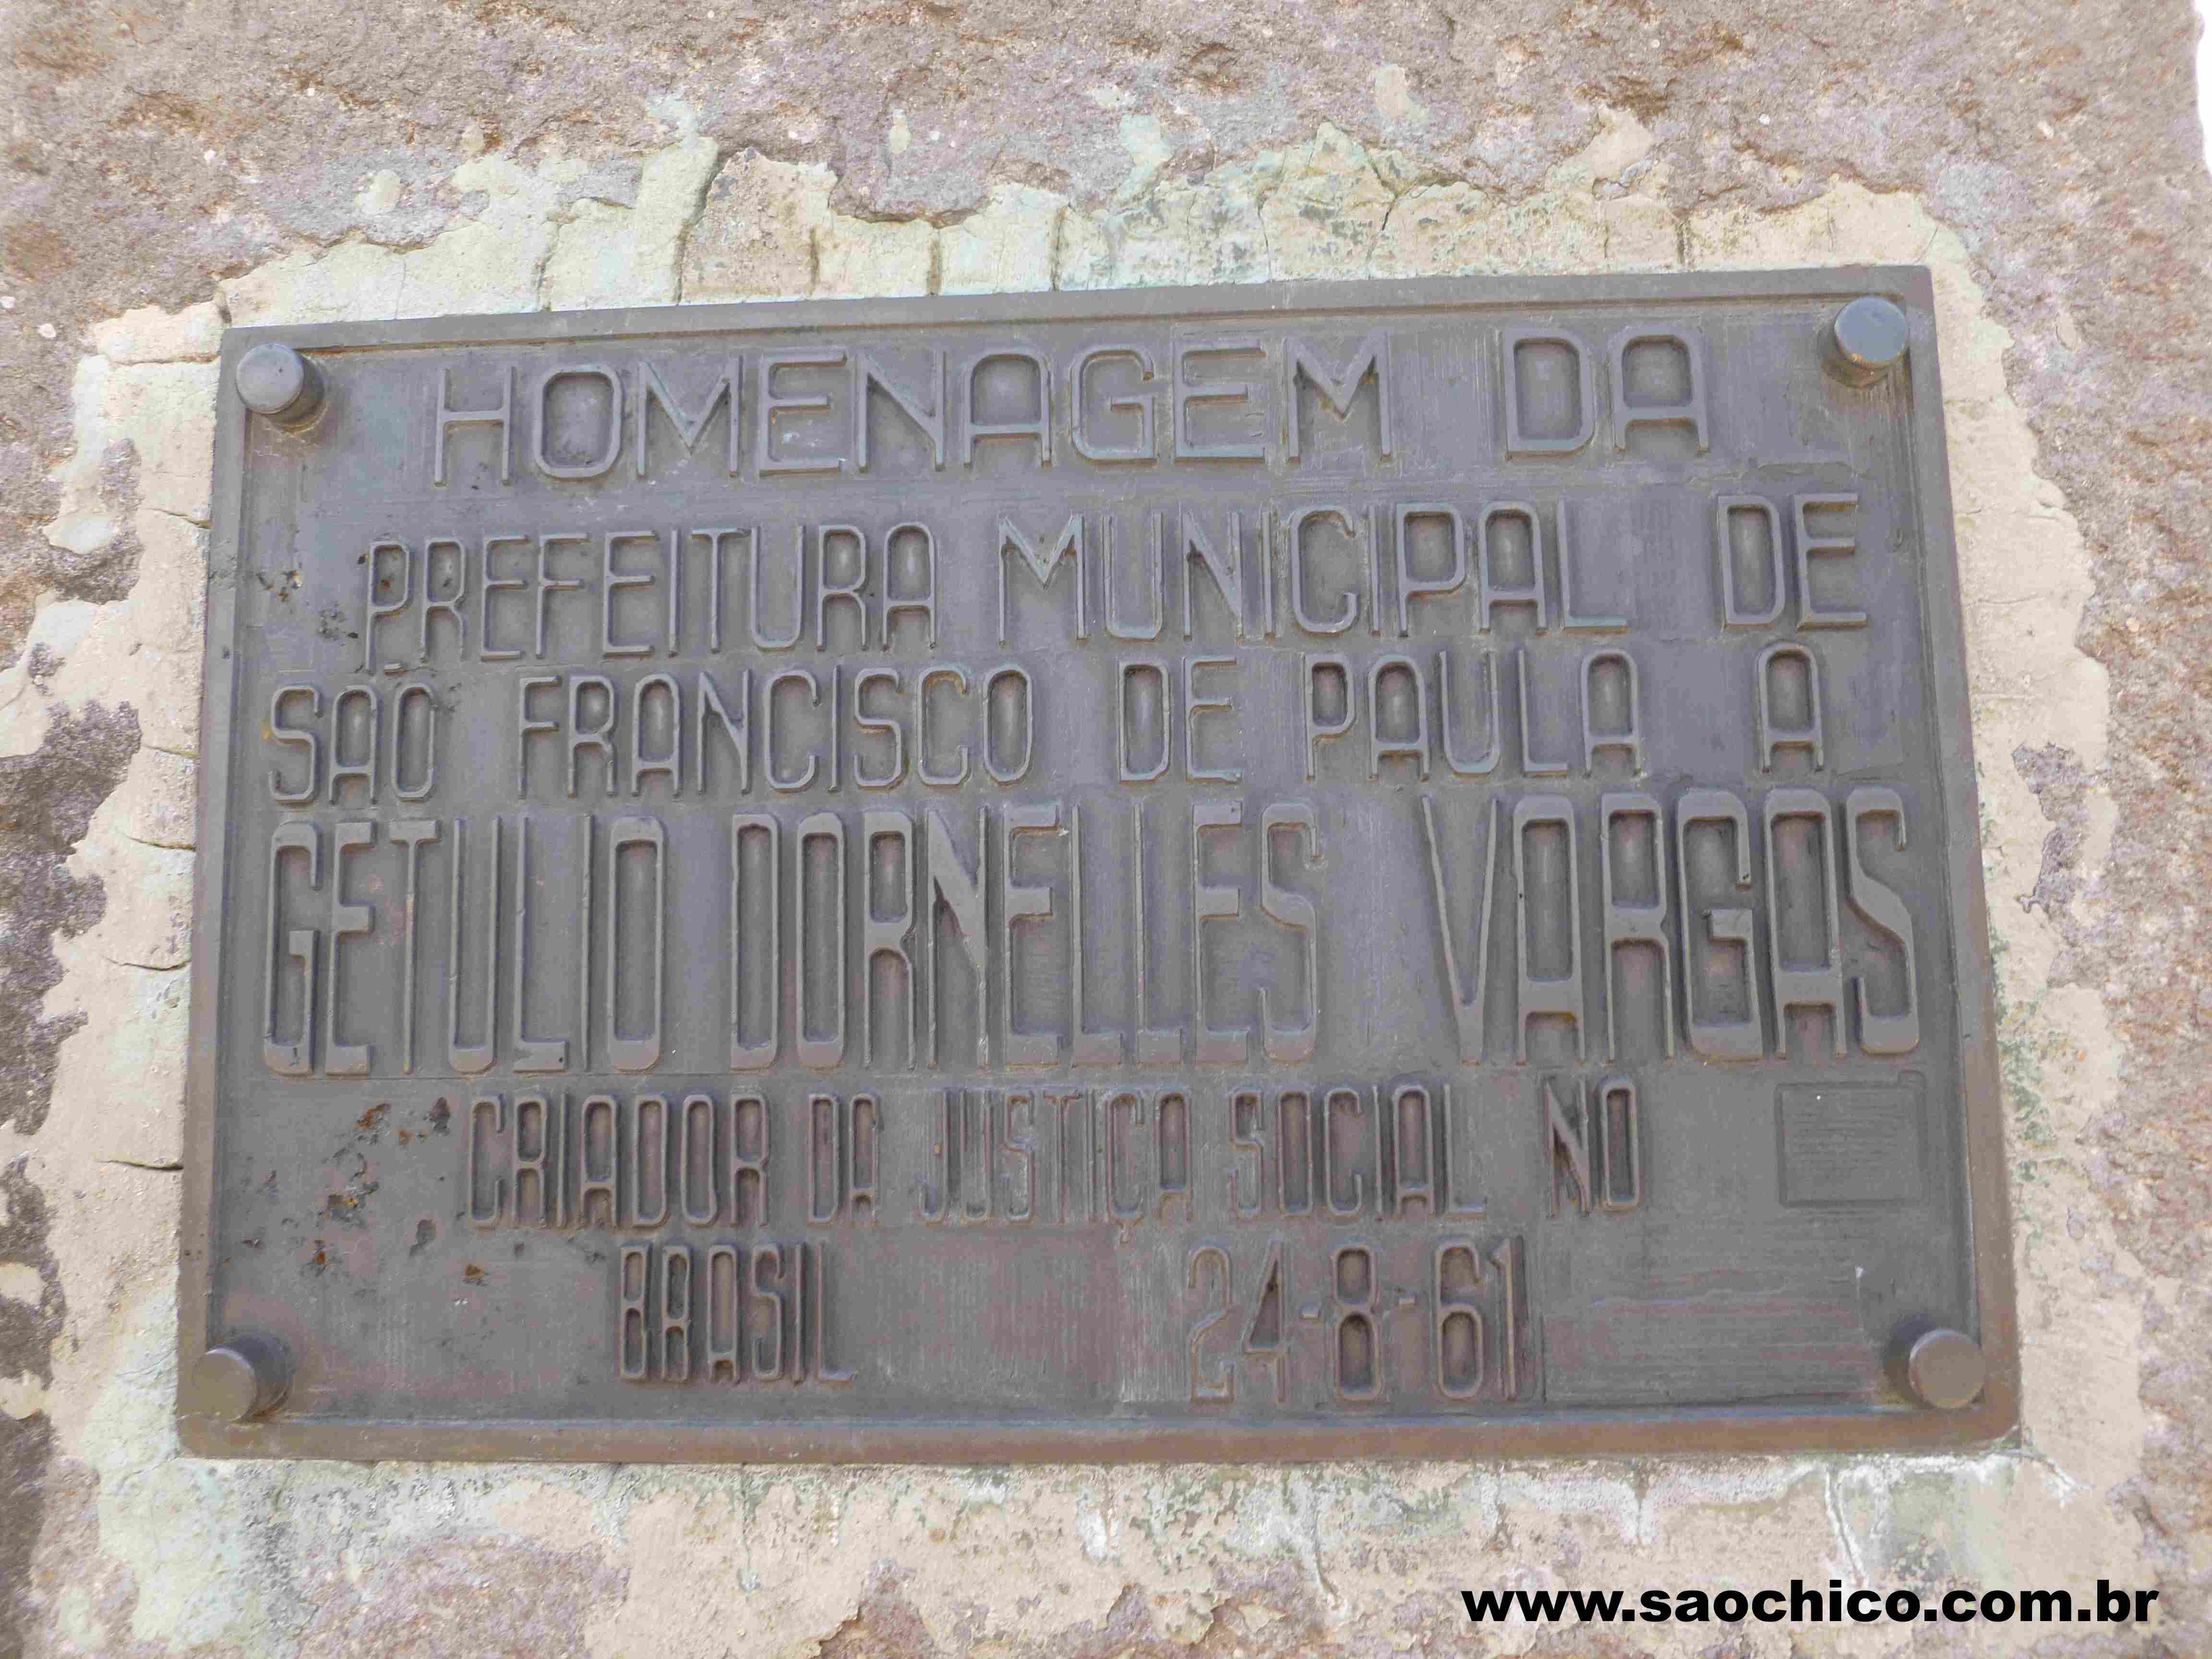 HOMENAGEM DA
PREFEITURA MUNICIPAL DE
SÃO FRANCISCO DE PAULA A
GETULIO DORNELLES VARGAS
CRIADOR DA JUSTIÇA SOCIAL NO
BRASIL 24-8-61
www.saochico.com.br